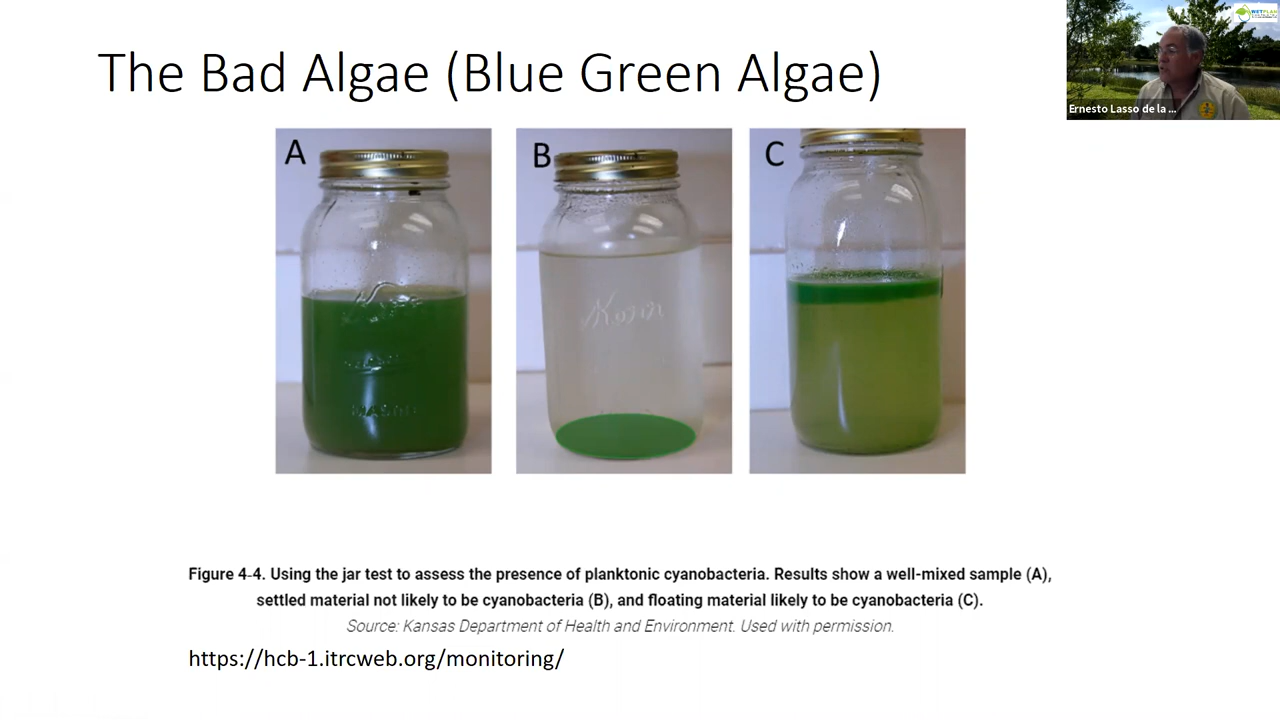 The Bad Algae (Blue Green Algae)
WETPLAN
Ernesto Lasso de la ...
A
B
C
Kerr
MASON
Figure 4-4. Using the jar test to assess the presence of planktonic cyanobacteria. Results show a well-mixed sample (A),
settled material not likely to be cyanobacteria (B), and floating material likely to be cyanobacteria (C).
Source: Kansas Department of Health and Environment. Used with permission.
https://hcb-1.itrcweb.org/monitoring/